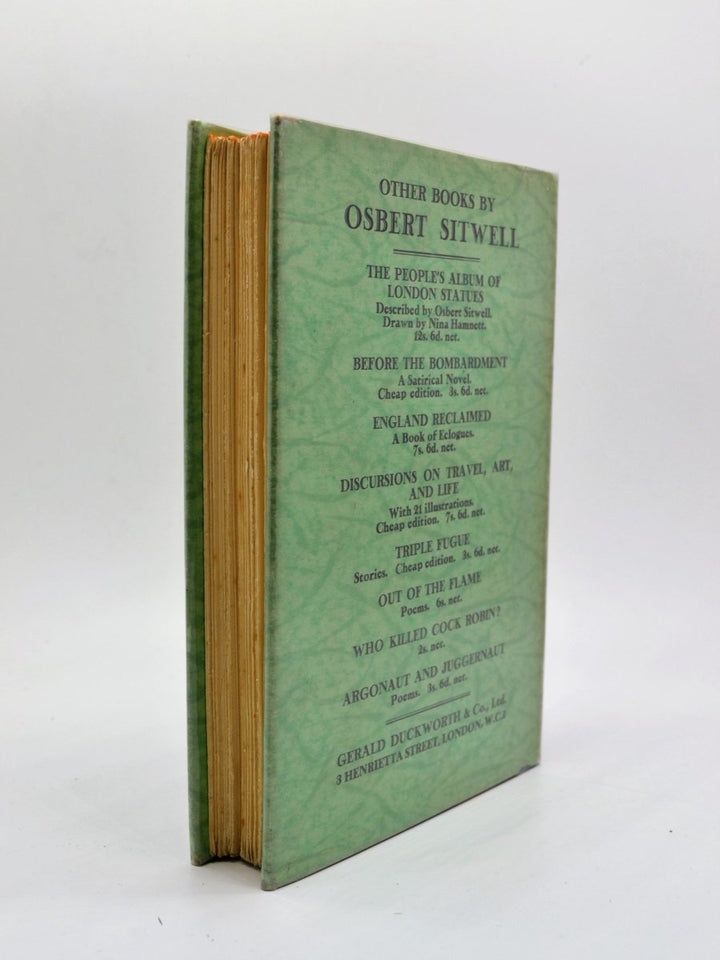 OTHER BOOKS BY
OSBERT SITWELL
THE PEOPLE'S ALBUM OF
LONDON STATUES
Described by Osbert Sitwell.
Drawn by Nina Hamnett.
12s. 6d. net.
BEFORE THE BOMBARDMENT
A Satirical Novel.
Cheap edition. 3s. 6d. net.
ENGLAND RECLAIMED
A Book of Eclogues.
7s. 6d. net.
DISCURSIONS ON TRAVEL, ART,
AND LIFE
With 21 illustrations.
Cheap edition. 7s. 6d. net.
TRIPLE FUGUE
Stories. Cheap edition. 3s. 6d. net.
OUT OF THE FLAME
Poems. 6s. net.
WHO KILLED COCK ROBIN?
2s. net.
ARGONAUT AND JUGGERNAUT
Poems. 3s. 6d. net.
GERALD DUCKWORTH & Co., Ltd.
3 HENRIETTA STREET, LONDON, W.C.2